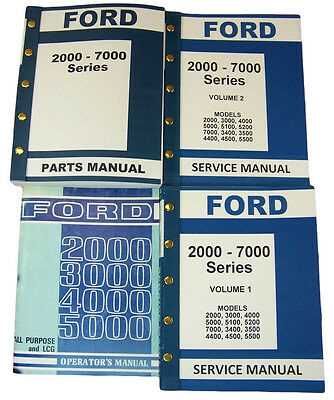 FORD
2000 - 7000
Series
PARTS MANUAL
FORD
2000 - 7000
Series
VOLUME 2
MODELS
2000, 3000, 4000
5000, 5100, 5200
7000, 3400, 3500
4400, 4500, 5500
SERVICE MANUAL
FORD
2000
3000
4000
5000
ALL PURPOSE
and LCG
OPERATOR'S MANUAL
FORD
2000 - 7000
Series
VOLUME 1
MODELS
2000, 3000, 4000
5000, 5100, 5200
7000, 3400, 3500
4400, 4500, 5500
SERVICE MANUAL